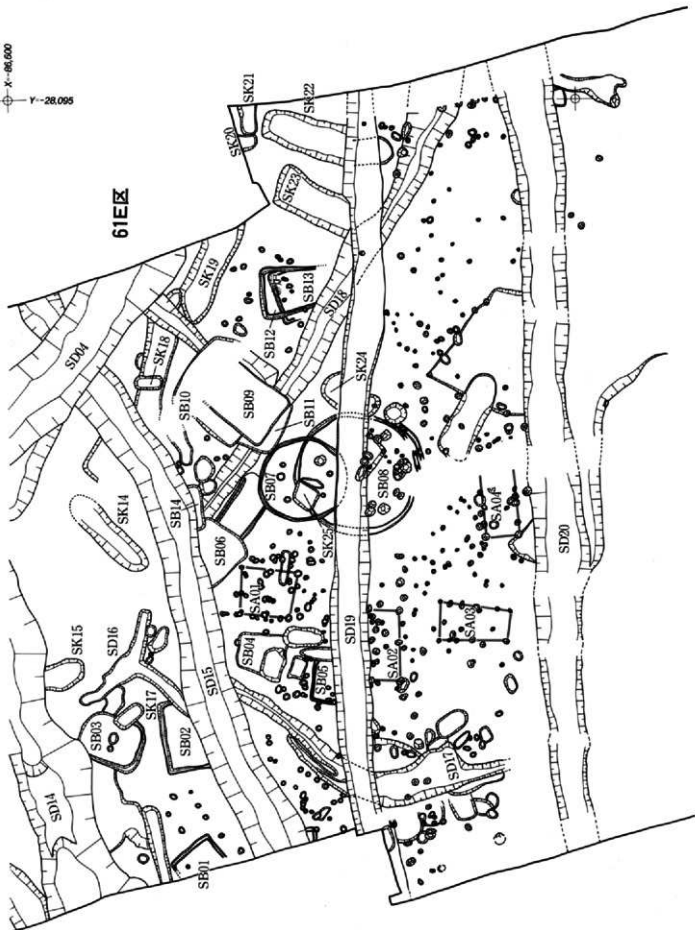 X--86,600
Y--28,095
61E区
SK21
SK20
SK22
SK23
SK19
SD04
SK18
SB13
SB12
SD18
SB10
SB09
SK24
SB11
SK14
SB14
SB07
SB08
SB06
SK25
SA04
SD20
SA01
SK15
SD16
SB04
SD19
SA02
SA03
SD15
SB05
SK17
SB03
SB02
SD14
SD17
SB01